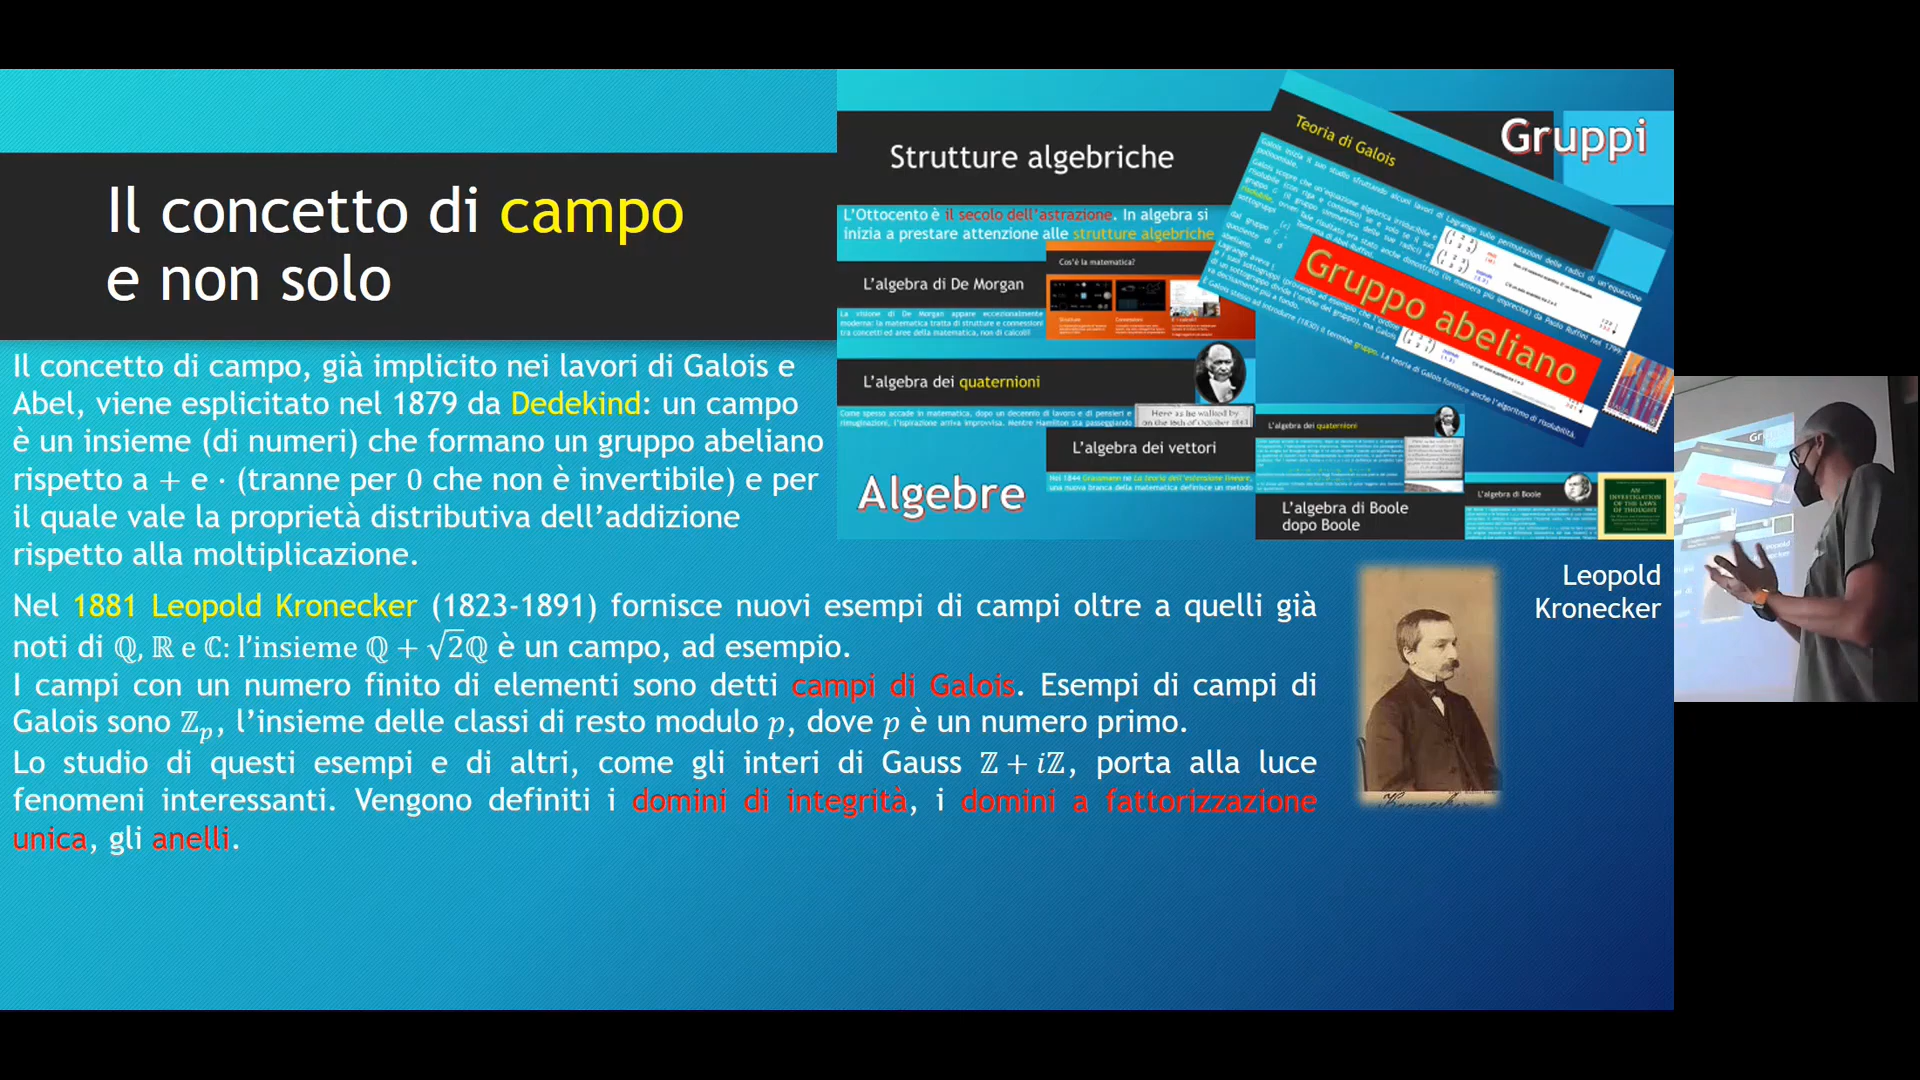 Il concetto di campo
e non solo
Il concetto di campo, già implicito nei lavori di Galois e
Abel, viene esplicitato nel 1879 da Dedekind: un campo
è un insieme (di numeri) che formano un gruppo abeliano
rispetto a + e · (tranne per 0 che non è invertibile) e per
il quale vale la proprietà distributiva dell’addizione
rispetto alla moltiplicazione.
Nel 1881 Leopold Kronecker (1823-1891) fornisce nuovi esempi di campi oltre a quelli già
noti di ℚ, ℝ e ℂ: l’insieme ℚ + √2ℚ è un campo, ad esempio.
I campi con un numero finito di elementi sono detti campi di Galois. Esempi di campi di
Galois sono ℤₚ, l’insieme delle classi di resto modulo p, dove p è un numero primo.
Lo studio di questi esempi e di altri, come gli interi di Gauss ℤ + iℤ, porta alla luce
fenomeni interessanti. Vengono definiti i domini di integrità, i domini a fattorizzazione
unica, gli anelli.
Strutture algebriche
L’Ottocento è il secolo dell’astrazione. In algebra si
inizia a prestare attenzione alle strutture algebriche
L’algebra di De Morgan
La visione di De Morgan appare eccezionalmente
moderna: la matematica tratta di strutture e connessioni
tra concetti ed aree della matematica, non di calcoli!
Cos’è la matematica?
L’algebra dei quaternioni
Come spesso accade in matematica, dopo un decennio di lavoro e di pensieri e
rimuginazioni, l’ispirazione arriva improvvisa. Mentre Hamilton sta passeggiando
Here as he walked by
on the 16th of October 1843
L’algebra dei vettori
Nel 1844 Grassmann ne La teoria dell’estensione lineare,
una nuova branca della matematica definisce un metodo
Algebre
Teoria di Galois
Gruppi
Gruppo abeliano
L’algebra dei quaternioni
L’algebra di Boole
dopo Boole
L’algebra di Boole
AN
INVESTIGATION
OF THE LAWS
OF THOUGHT
Leopold
Kronecker